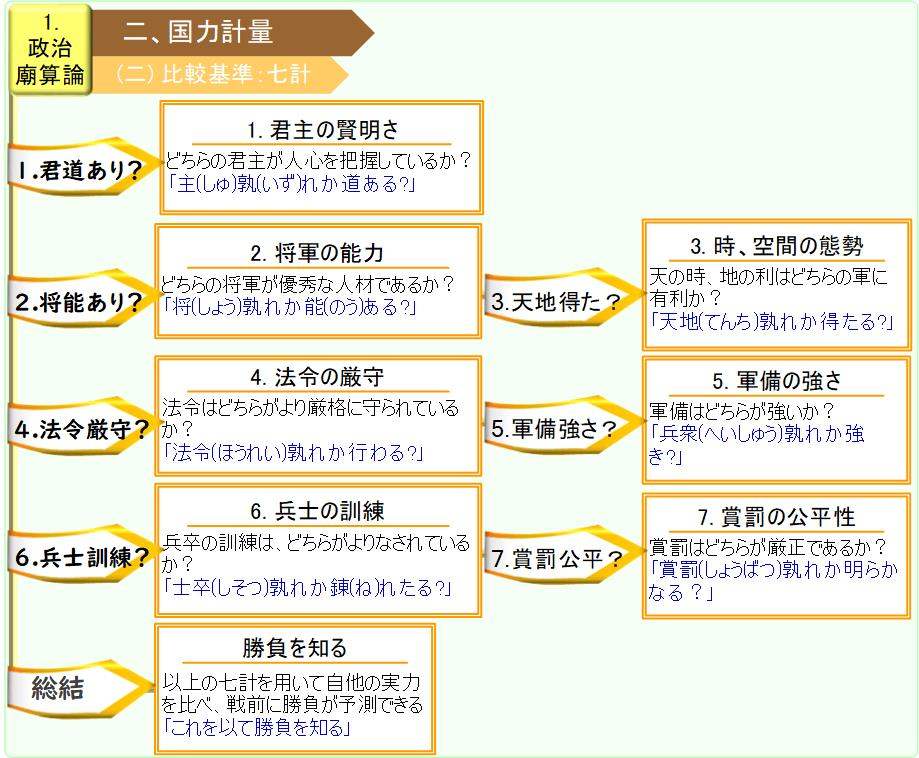 1.
政治
廟算論
二、国力計量
(二)比較基準：七計
1.君道あり?
1. 君主の賢明さ
どちらの君主が人心を把握しているか？
「主(しゅ)孰(いず)れか道ある?」
2.将能あり?
2. 将軍の能力
どちらの将軍が優秀な人材であるか？
「将(しょう)孰れか能(のう)ある?」
3.天地得た？
3. 時、空間の態勢
天の時、地の利はどちらの軍に
有利か？
「天地(てんち)孰れか得たる?」
4.法令厳守?
4. 法令の厳守
法令はどちらがより厳格に守られている
か？
「法令(ほうれい)孰れか行わる?」
5.軍備強さ?
5. 軍備の強さ
軍備はどちらが強いか？
「兵衆(へいしゅう)孰れか強
き?」
6.兵士訓練?
6. 兵士の訓練
兵卒の訓練は、どちらがよりなされている
か？
「士卒(しそつ)孰れか錬(ね)れたる?」
7.賞罰公平？
7. 賞罰の公平性
賞罰はどちらが厳正であるか？
「賞罰(しょうばつ)孰れか明らか
なる？」
総結
勝負を知る
以上の七計を用いて自他の実力
を比べ、戦前に勝負が予測できる
「これを以て勝負を知る」